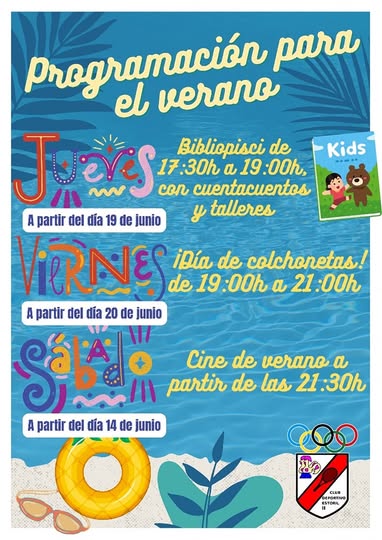 Programación para
el verano
Jueves
A partir del día 19 de junio
Bibliopisci de
17:30h a 19:00h,
con cuentacuentos
y talleres
Kids
Viernes
A partir del día 20 de junio
¡Día de colchonetas!
de 19:00h a 21:00h
Sábado
A partir del día 14 de junio
Cine de verano a
partir de las 21:30h
CLUB
DEPORTIVO
ESTORIL
II